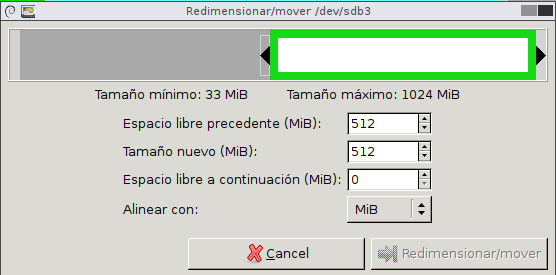 Redimensionar/mover /dev/sdb3
Tamaño mínimo: 33 MiB Tamaño máximo: 1024 MiB
Espacio libre precedente (MiB): 512
Tamaño nuevo (MiB): 512
Espacio libre a continuación (MiB): 0
Alinear con: MiB
Cancel Redimensionar/mover